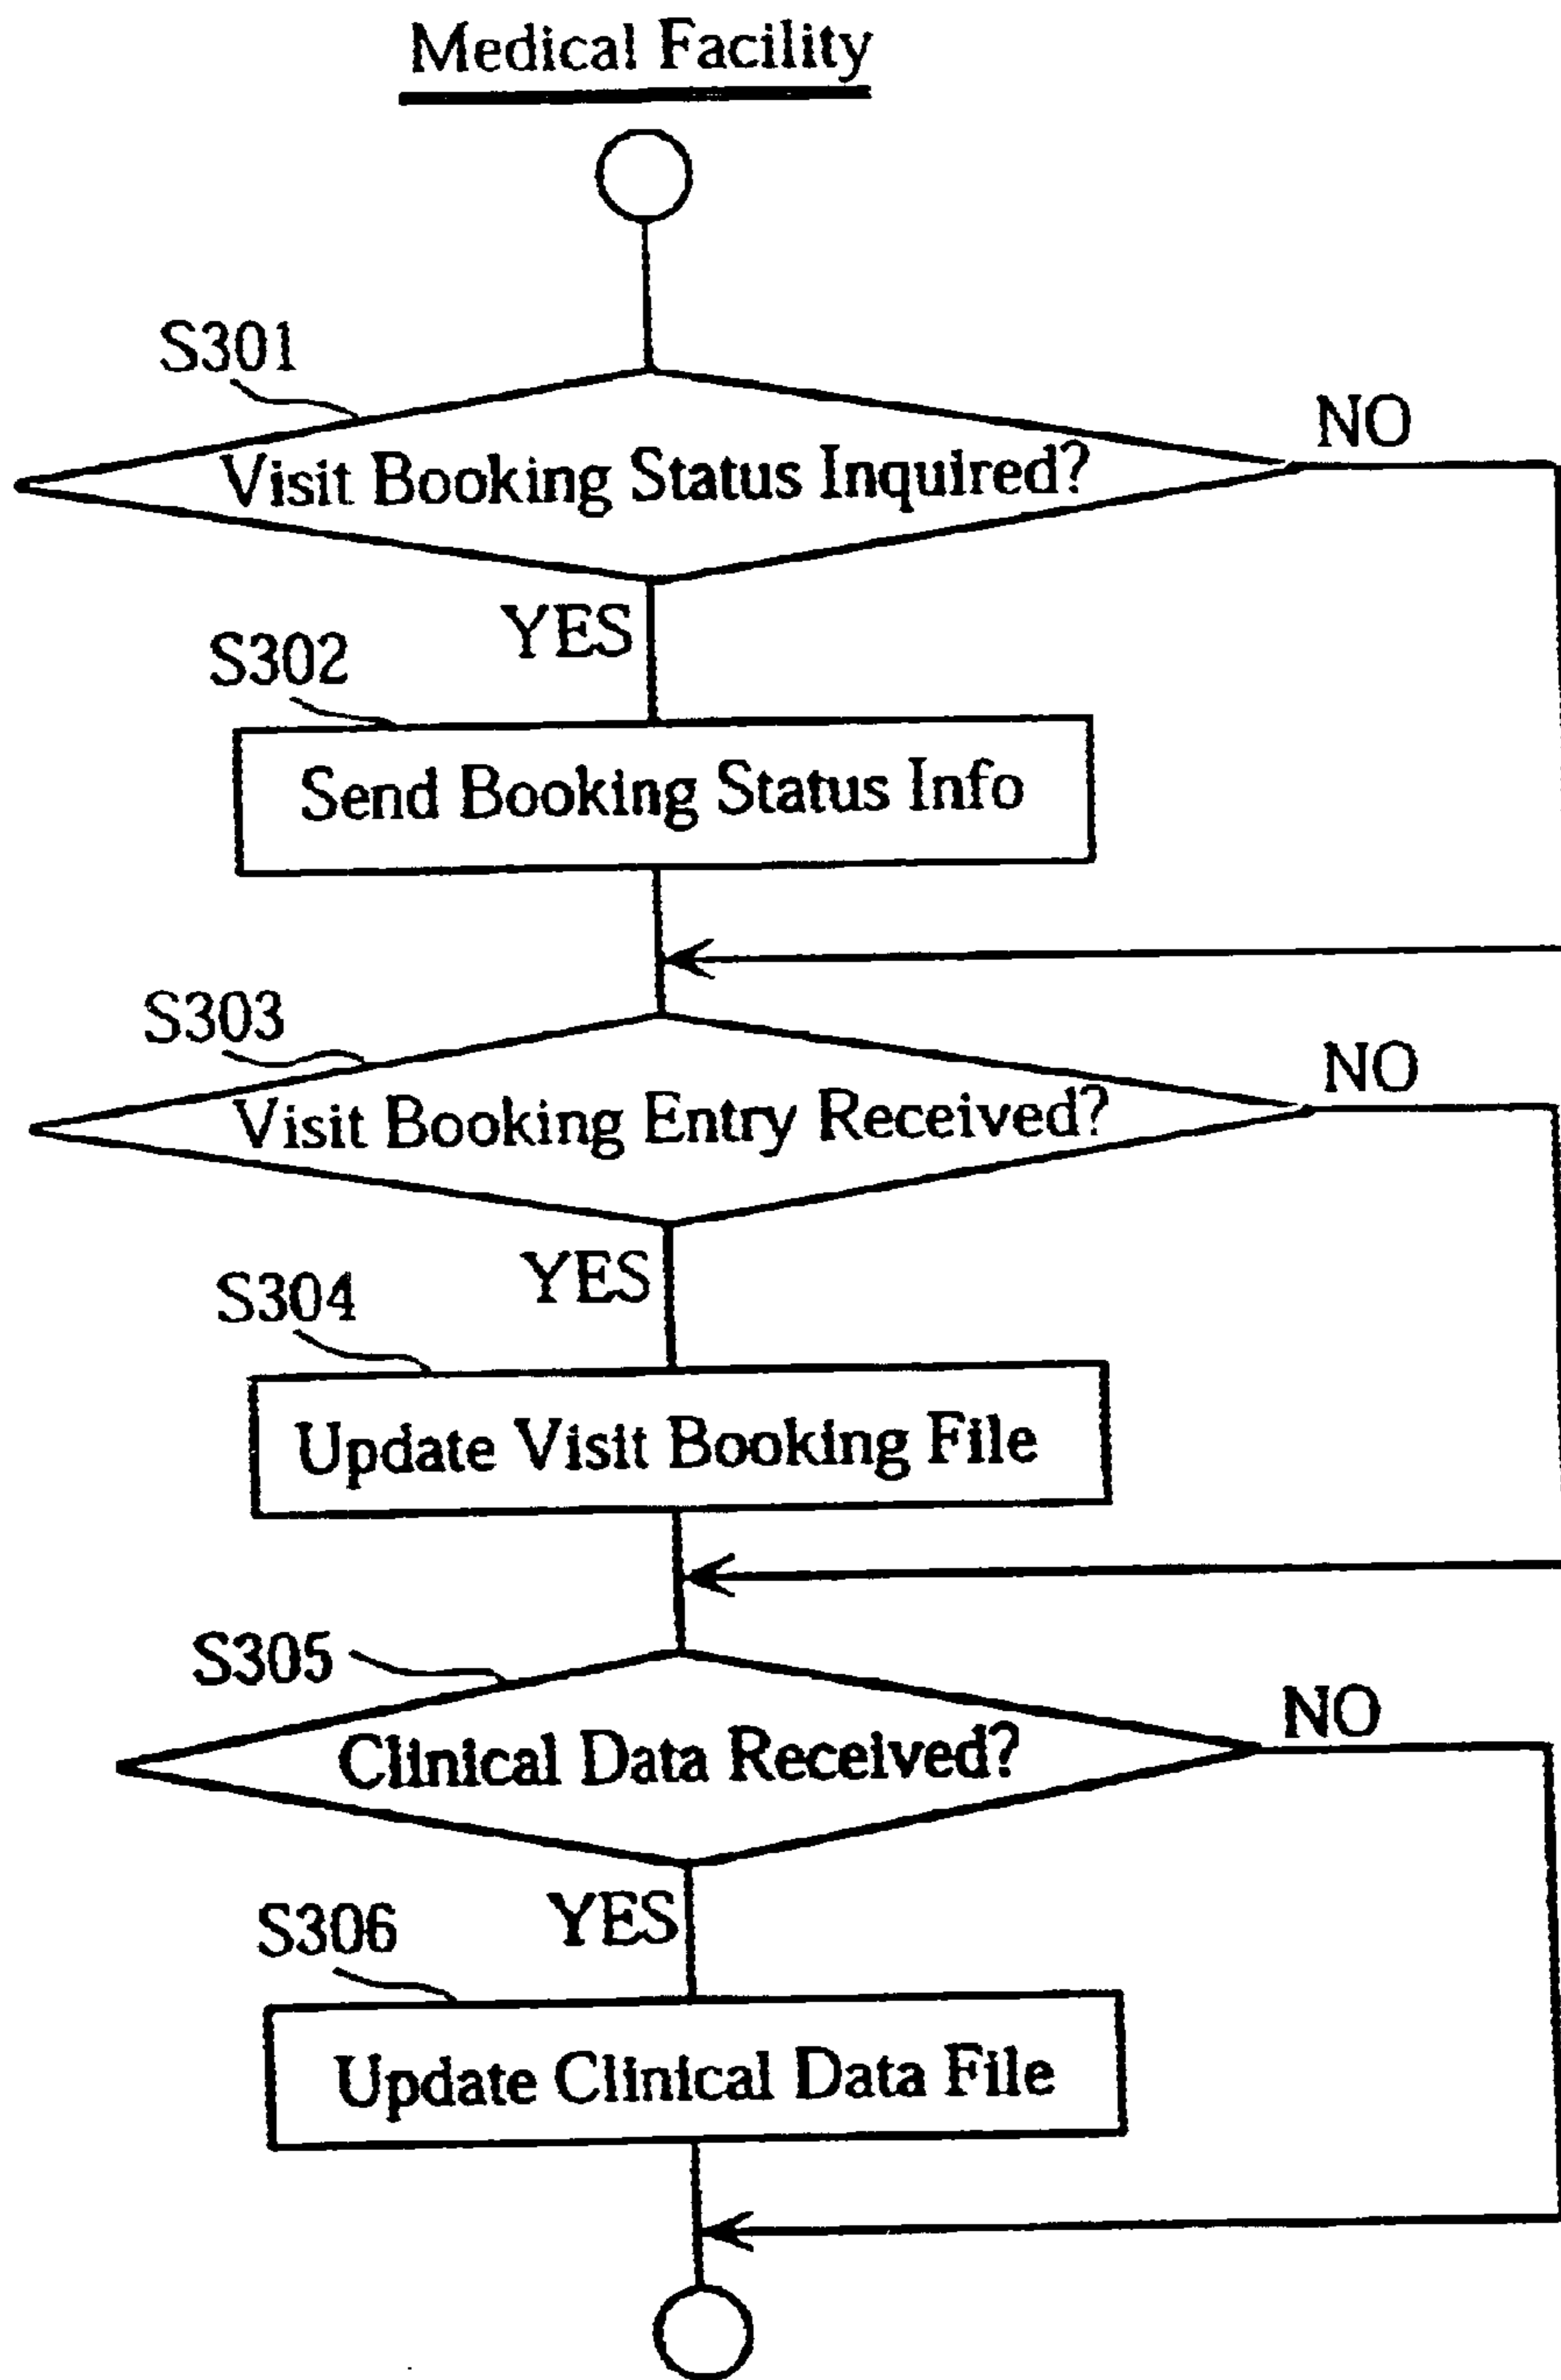 Medical Facility
S301
NO
Visit Booking Status Inquired?
YES
S302
Send Booking Status Info
S303
NO
Visit Booking Entry Received?
YES
S304
Update Visit Booking File
S305
NO
Clinical Data Received?
YES
S306
Update Clinical Data File